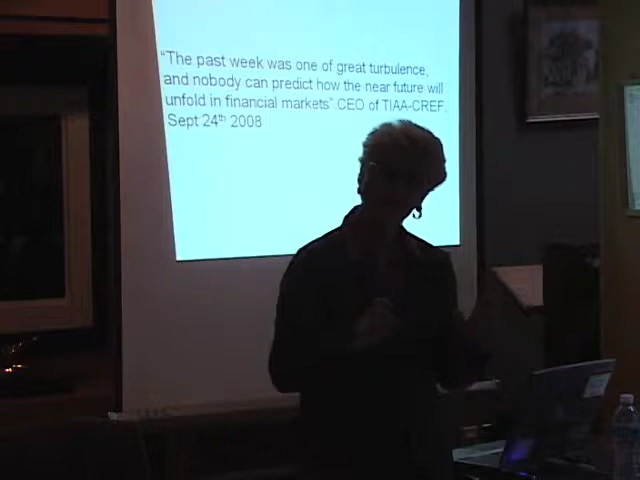 “The past week was one of great turbulence,
and nobody can predict how the near future will
unfold in financial markets” CEO of TIAA-CREF,
Sept 24th 2008